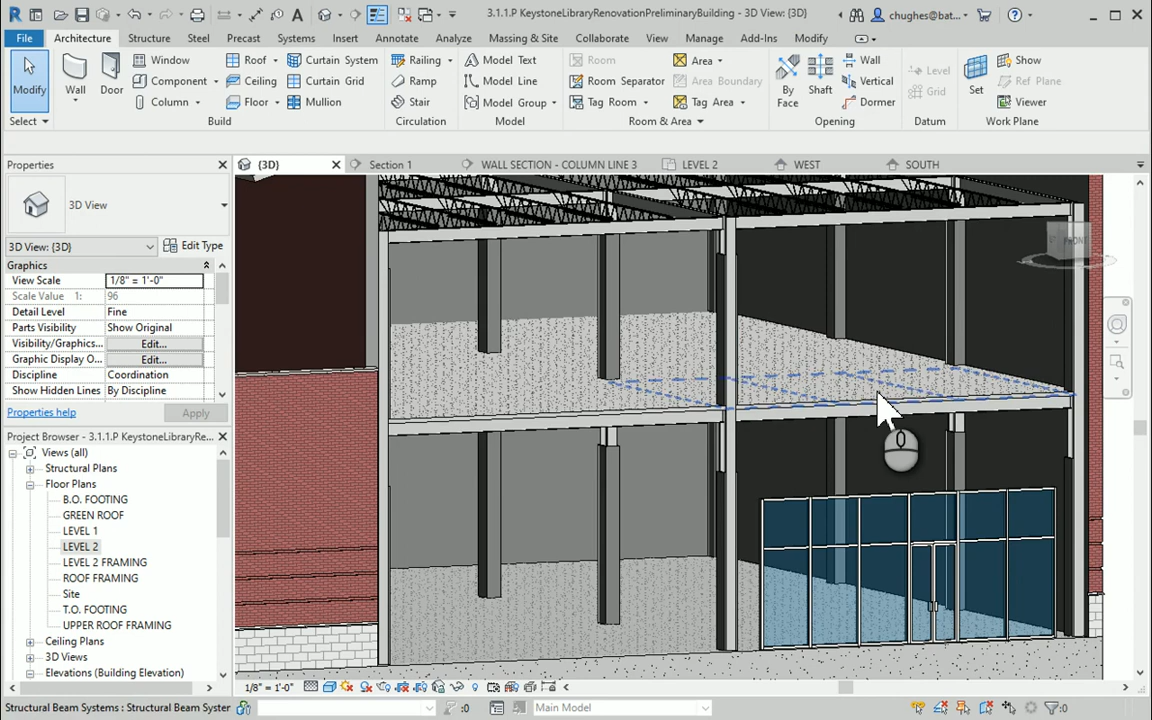 3.1.1.P KeystoneLibraryRenovationPreliminaryBuilding - 3D View: {3D}
chughes@bat...
File Architecture Structure Steel Precast Systems Insert Annotate Analyze Massing & Site Collaborate View Manage Add-Ins Modify
Modify
Wall
Door
Window
Component
Column
Roof
Ceiling
Floor
Curtain System
Curtain Grid
Mullion
Railing
Ramp
Stair
Model Text
Model Line
Model Group
Room
Room Separator
Tag Room
Area
Area Boundary
Tag Area
By
Face
Shaft
Wall
Vertical
Dormer
Level
Grid
Set
Show
Ref Plane
Viewer
Select Build Circulation Model Room & Area Opening Datum Work Plane
Properties
{3D} Section 1 WALL SECTION - COLUMN LINE 3 LEVEL 2 WEST SOUTH
3D View
3D View: {3D} Edit Type
Graphics
View Scale 1/8" = 1'-0"
Scale Value 1: 96
Detail Level Fine
Parts Visibility Show Original
Visibility/Graphics... Edit...
Graphic Display O... Edit...
Discipline Coordination
Show Hidden Lines By Discipline
Properties help Apply
Project Browser - 3.1.1.P KeystoneLibraryRe...
Views (all)
Structural Plans
Floor Plans
B.O. FOOTING
GREEN ROOF
LEVEL 1
LEVEL 2
LEVEL 2 FRAMING
ROOF FRAMING
Site
T.O. FOOTING
UPPER ROOF FRAMING
Ceiling Plans
3D Views
Elevations (Building Elevation)
FRONT
1/8" = 1'-0"
Structural Beam Systems : Structural Beam Syster :0 Main Model :0